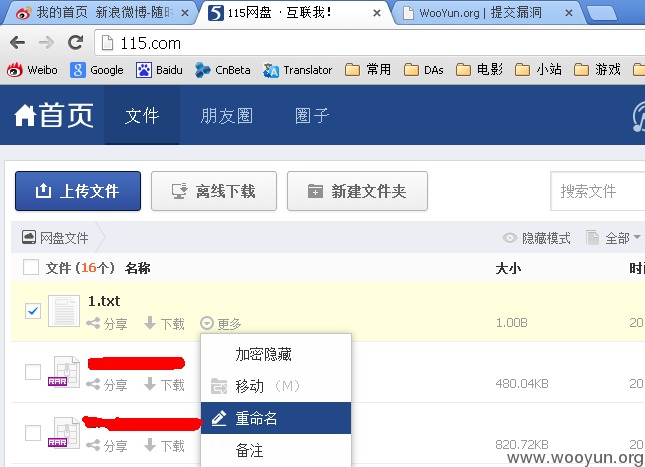 我的首页 新浪微博-随时
115网盘 · 互联我!
WooYun.org | 提交漏洞
115.com
Weibo Google Baidu CnBeta Translator 常用 DAs 电影 小站 游戏
首页 文件 朋友圈 圈子
上传文件 离线下载 新建文件夹 搜索文件
网盘文件 隐藏模式 全部
文件 (16个) 名称 大小 时间
1.txt
分享 下载 更多 1.00B 20
加密隐藏
RAR 分享 下载 移动 (M) 480.04KB 20
重命名
RAR 分享 下载 备注 820.72KB 20
www.wooyun.org